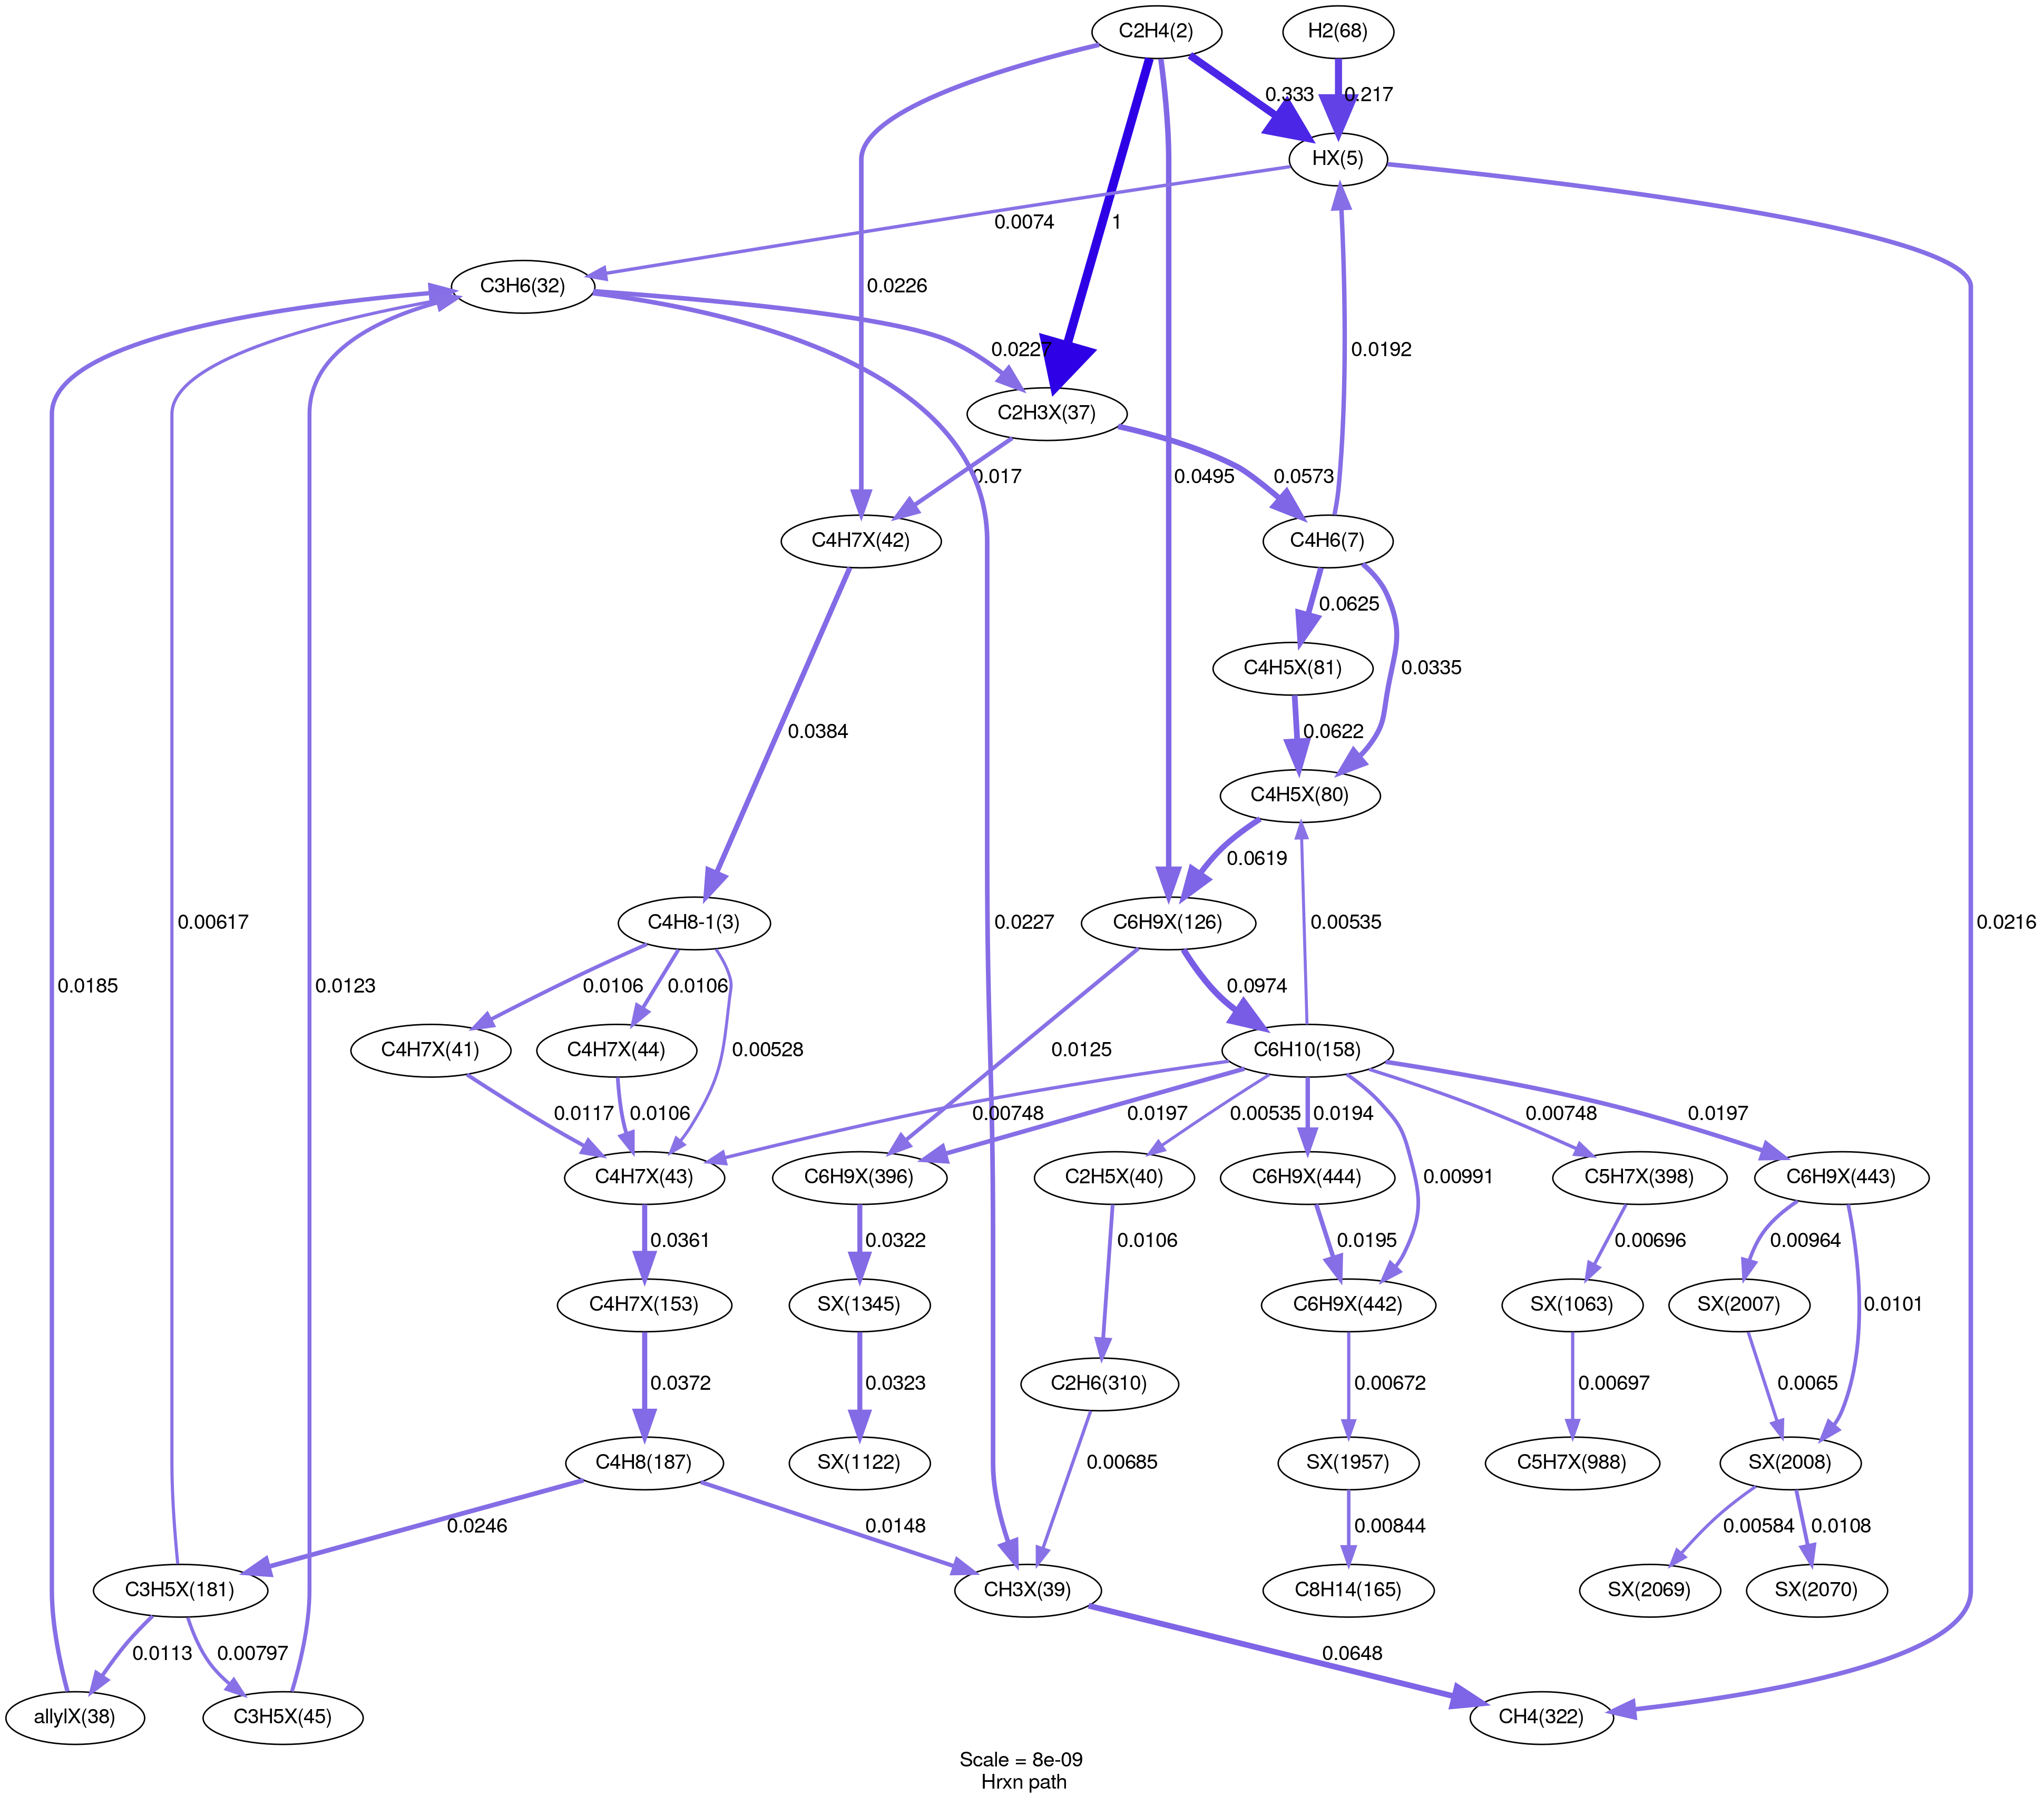 C2H4(2)
H2(68)
0.333
0.217
HX(5)
0.0074
1
C3H6(32)
0.0226
0.0227
0.0192
C2H3X(37)
0.017
0.0495
0.0573
C4H7X(42)
C4H6(7)
0.0625
C4H5X(81)
0.0335
0.0384
0.0622
C4H5X(80)
0.0619
C4H8-1(3)
C6H9X(126)
0.00617
0.0227
0.00535
0.0216
0.0185
0.0123
0.0106
0.0106
0.0974
C4H7X(41)
C4H7X(44)
0.00528
0.0125
C6H10(158)
0.0117
0.0106
0.00748
0.0197
0.00535
0.0194
0.00748
0.0197
C4H7X(43)
C6H9X(396)
C2H5X(40)
C6H9X(444)
0.00991
C5H7X(398)
C6H9X(443)
0.0361
0.0322
0.0106
0.0195
0.00696
0.00964
C4H7X(153)
SX(1345)
C6H9X(442)
SX(1063)
SX(2007)
0.0101
0.0372
0.0323
C2H6(310)
0.00672
0.00697
0.0065
C4H8(187)
SX(1122)
0.00685
SX(1957)
C5H7X(988)
SX(2008)
0.0246
0.0148
0.00844
0.00584
0.0108
C3H5X(181)
CH3X(39)
C8H14(165)
SX(2069)
SX(2070)
0.0113
0.00797
0.0648
allylX(38)
C3H5X(45)
CH4(322)
Scale = 8e-09
Hrxn path